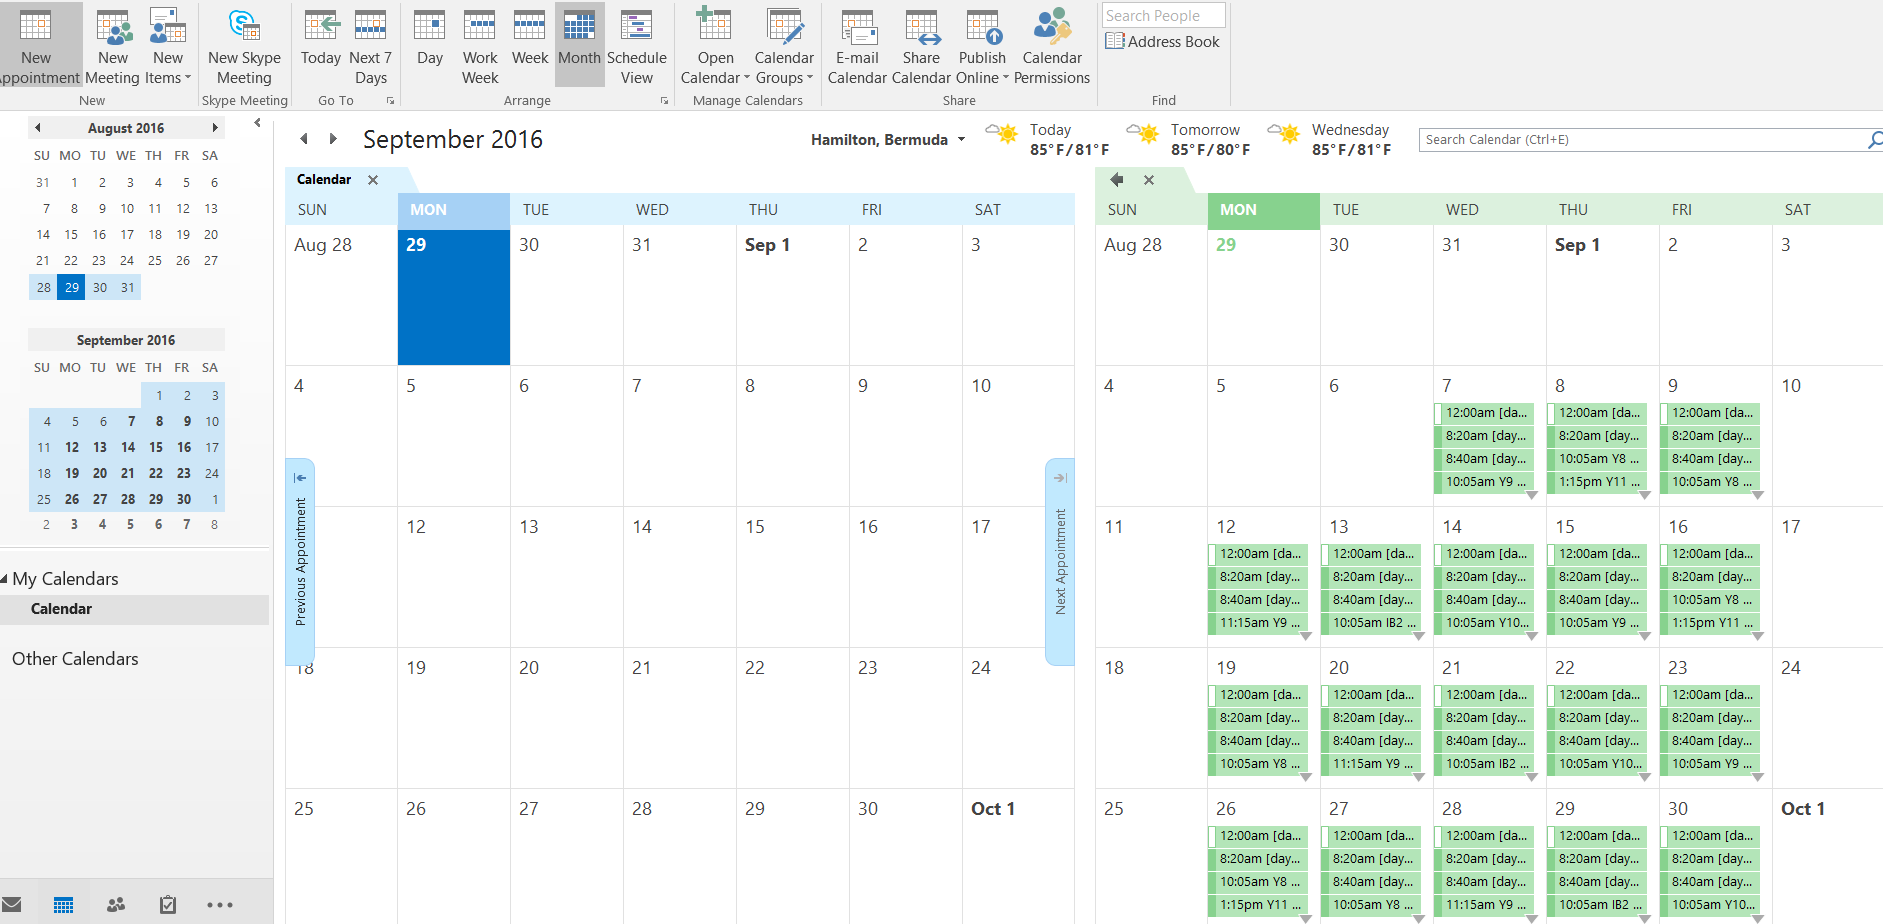 New Appointment
New Meeting
New Items
New
New Skype Meeting
Skype Meeting
Today
Next 7 Days
Go To
Day
Work Week
Week
Month
Schedule View
Arrange
Open Calendar
Calendar Groups
Manage Calendars
E-mail Calendar
Share Calendar
Publish Online
Calendar Permissions
Share
Search People
Address Book
Find
August 2016
SU MO TU WE TH FR SA
31 1 2 3 4 5 6
7 8 9 10 11 12 13
14 15 16 17 18 19 20
21 22 23 24 25 26 27
28 29 30 31
September 2016
SU MO TU WE TH FR SA
1 2 3
4 5 6 7 8 9 10
11 12 13 14 15 16 17
18 19 20 21 22 23 24
25 26 27 28 29 30 1
2 3 4 5 6 7 8
My Calendars
Calendar
Other Calendars
September 2016
Hamilton, Bermuda
Today
85°F/81°F
Tomorrow
85°F/80°F
Wednesday
85°F/81°F
Search Calendar (Ctrl+E)
Calendar
SUN MON TUE WED THU FRI SAT
Aug 28 29 30 31 Sep 1 2 3
4 5 6 7 8 9 10
12 13 14 15 16 17
18 19 20 21 22 23 24
25 26 27 28 29 30 Oct 1
Previous Appointment
Next Appointment
SUN MON TUE WED THU FRI SAT
Aug 28 29 30 31 Sep 1 2 3
4 5 6 7 8 9 10
12:00am [da... 12:00am [da... 12:00am [da...
8:20am [day... 8:20am [day... 8:20am [day...
8:40am [day... 10:05am Y8 ... 8:40am [day...
10:05am Y9 ... 1:15pm Y11 ... 10:05am Y8 ...
11 12 13 14 15 16 17
12:00am [da... 12:00am [da... 12:00am [da... 12:00am [da... 12:00am [da...
8:20am [day... 8:20am [day... 8:20am [day... 8:20am [day... 8:20am [day...
8:40am [day... 8:40am [day... 8:40am [day... 8:40am [day... 10:05am Y8 ...
11:15am Y9 ... 10:05am IB2 ... 10:05am Y10... 10:05am Y9 ... 1:15pm Y11 ...
18 19 20 21 22 23 24
12:00am [da... 12:00am [da... 12:00am [da... 12:00am [da... 12:00am [da...
8:20am [day... 8:20am [day... 8:20am [day... 8:20am [day... 8:20am [day...
8:40am [day... 8:40am [day... 8:40am [day... 8:40am [day... 8:40am [day...
10:05am Y8 ... 11:15am Y9 ... 10:05am IB2 ... 10:05am Y10... 10:05am Y9 ...
25 26 27 28 29 30 Oct 1
12:00am [da... 12:00am [da... 12:00am [da... 12:00am [da... 12:00am [da...
8:20am [day... 8:20am [day... 8:20am [day... 8:20am [day... 8:20am [day...
10:05am Y8 ... 8:40am [day... 8:40am [day... 8:40am [day... 8:40am [day...
1:15pm Y11 ... 10:05am Y8 ... 11:15am Y9 ... 10:05am IB2 ... 10:05am Y10...